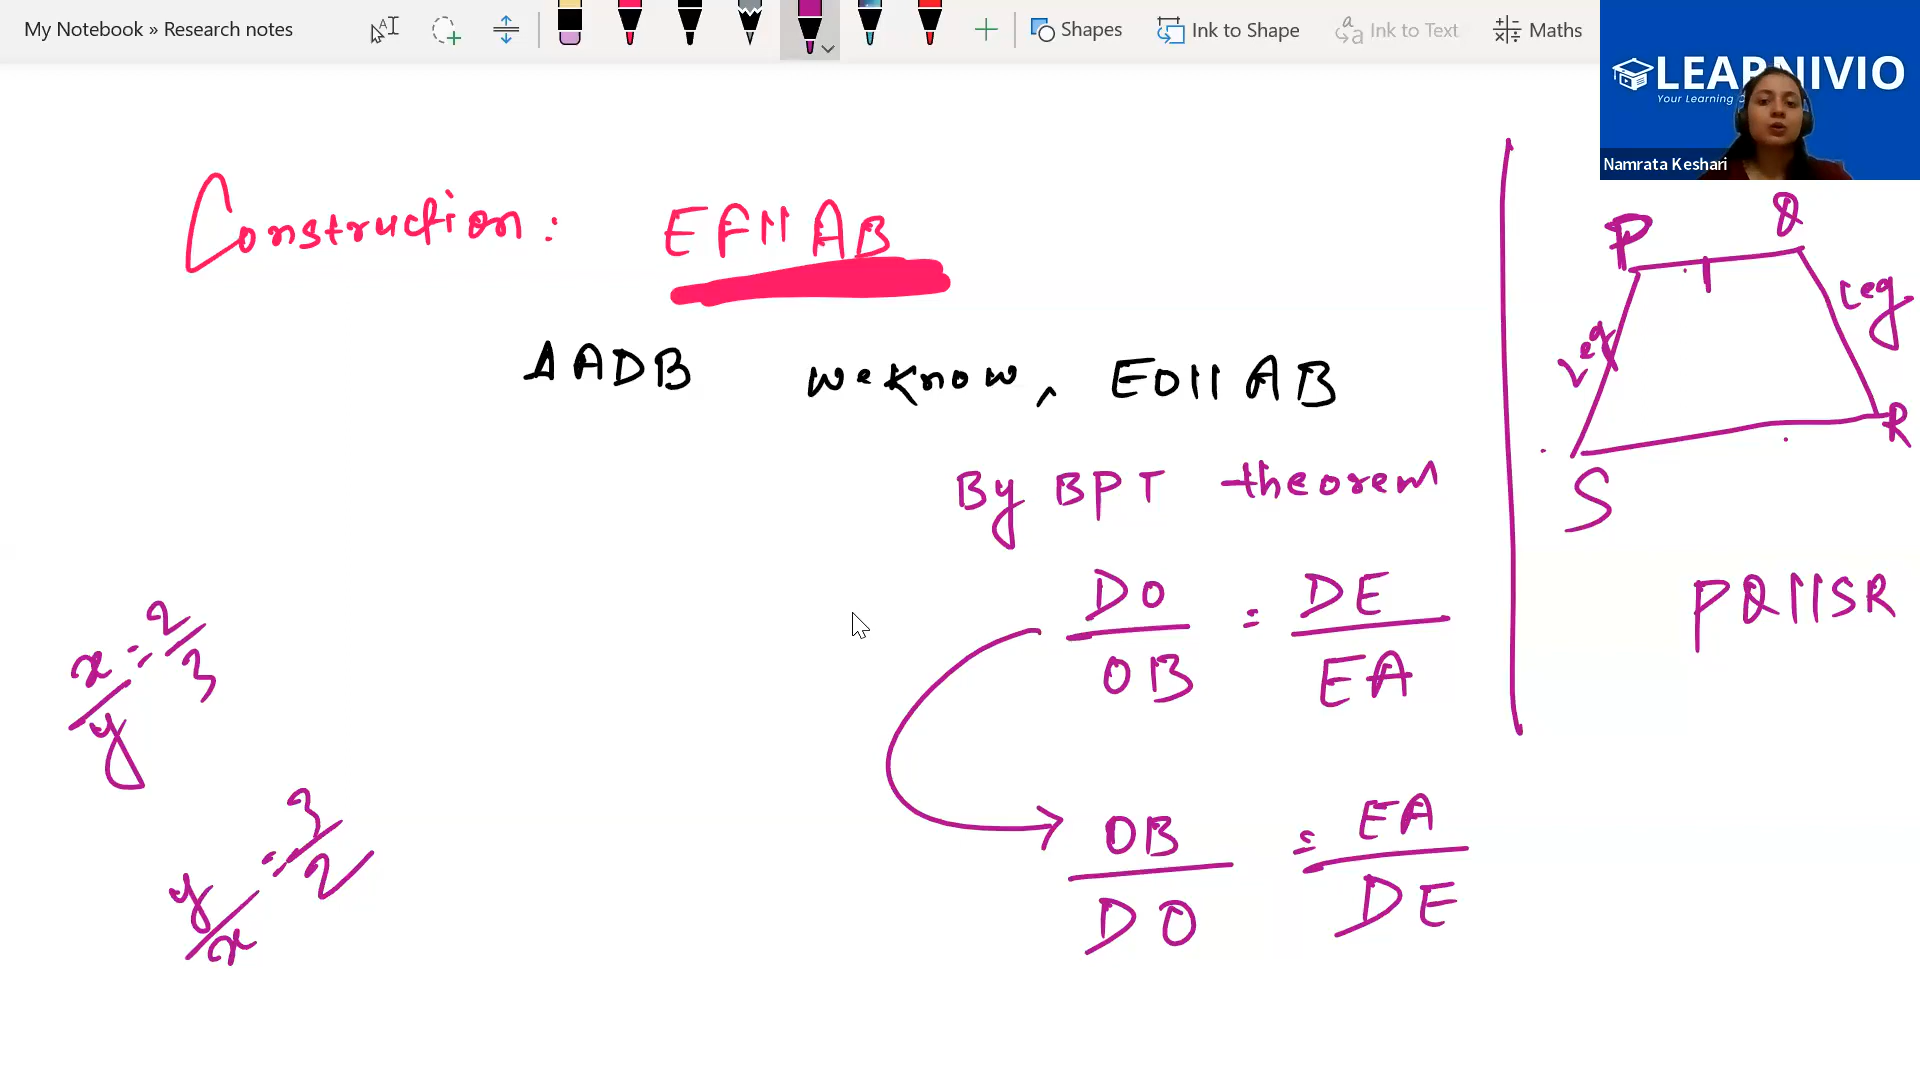 My Notebook » Research notes
Shapes
Ink to Shape
Ink to Text
Maths
LEARNIVIO
Your Learning
Namrata Keshari
Construction: EF || AB
Δ ADB we know, EO || AB
By BPT theorem
DO/OB = DE/EA
OB/DO = EA/DE
x/y = 2/3
y/x = 3/2
P Q
Leg
Leg
R
S
PQ || SR